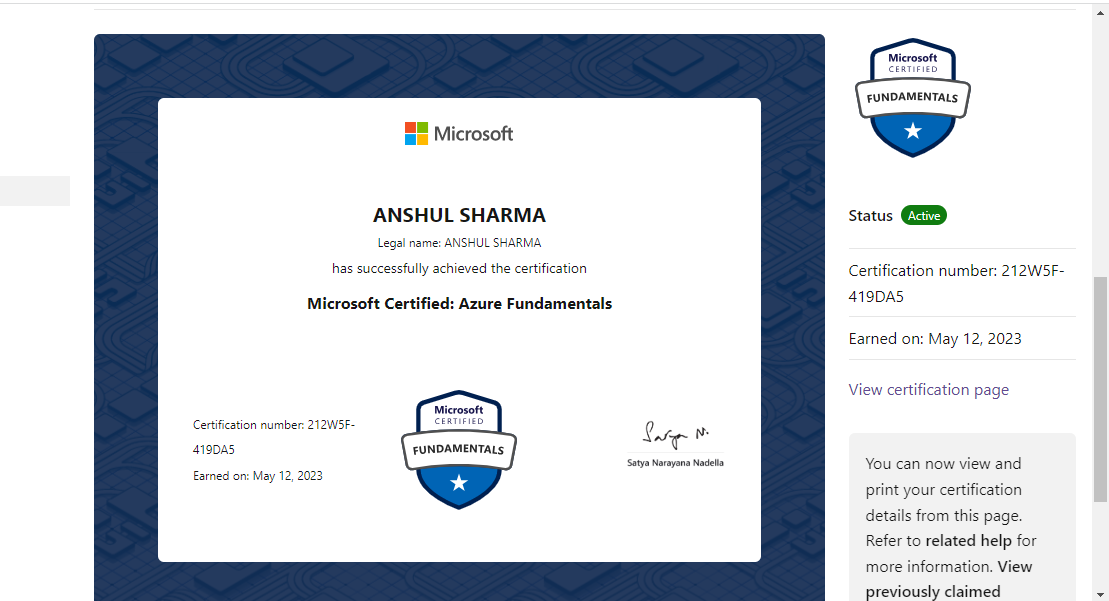 Microsoft
ANSHUL SHARMA
Legal name: ANSHUL SHARMA
has successfully achieved the certification
Microsoft Certified: Azure Fundamentals
Certification number: 212W5F-
419DA5
Earned on: May 12, 2023
Microsoft
CERTIFIED
FUNDAMENTALS
Satya N.
Satya Narayana Nadella
Microsoft
CERTIFIED
FUNDAMENTALS
Status Active
Certification number: 212W5F-
419DA5
Earned on: May 12, 2023
View certification page
You can now view and
print your certification
details from this page.
Refer to related help for
more information. View
previously claimed